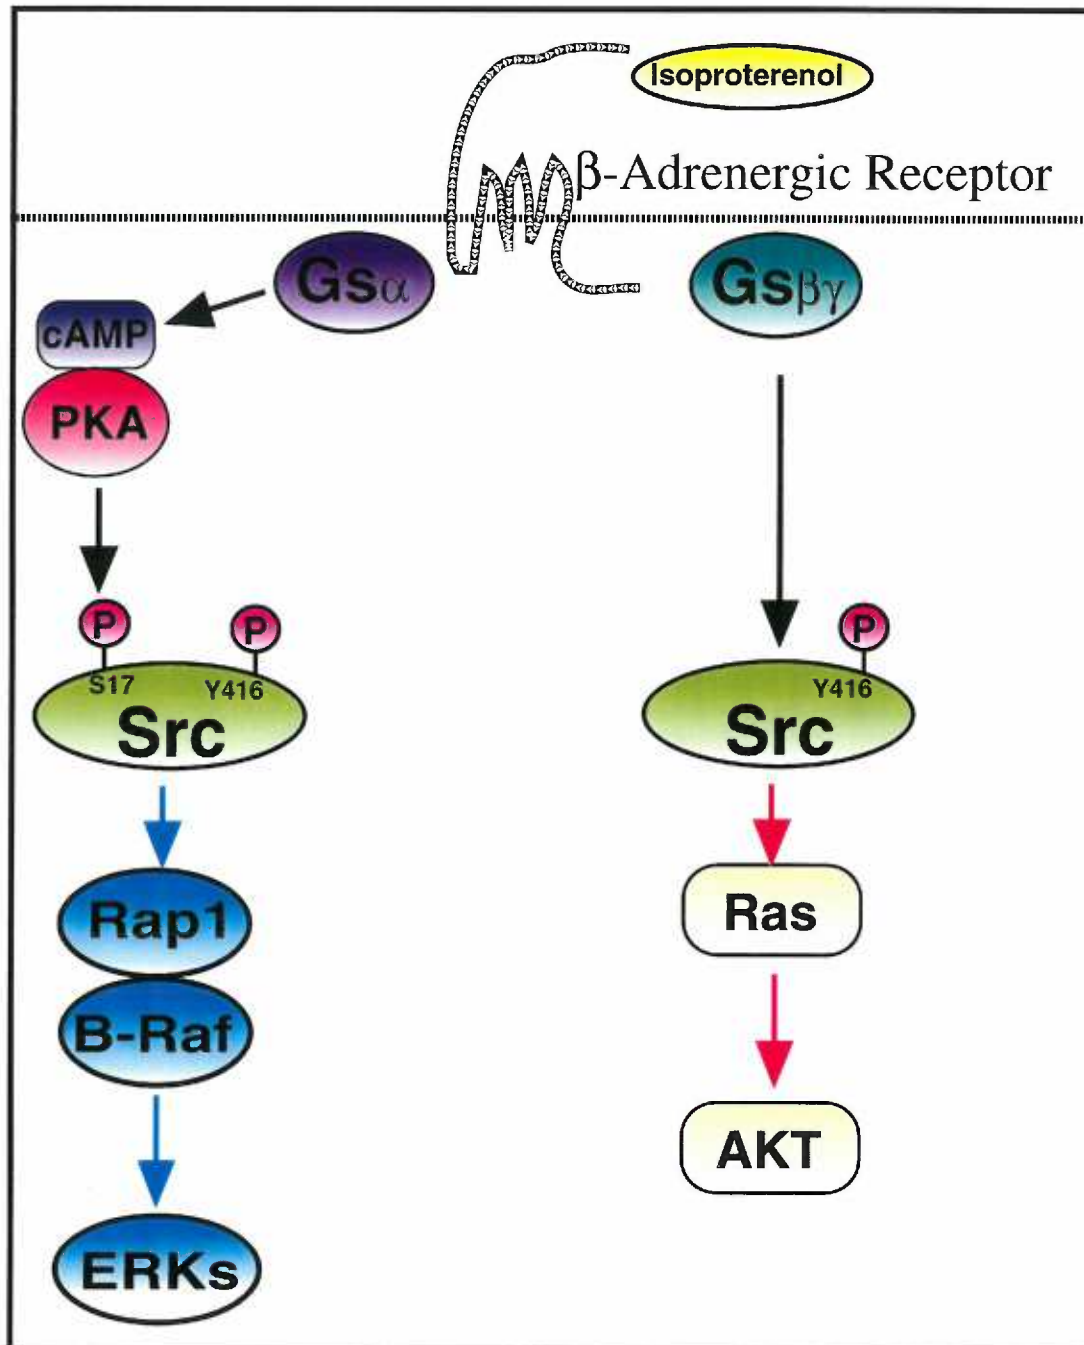 Isoproterenol
β-Adrenergic Receptor
Gsα
Gsβγ
cAMP
PKA
P
P
P
S17
Y416
Y416
Src
Src
Rap1
Ras
B-Raf
AKT
ERKs